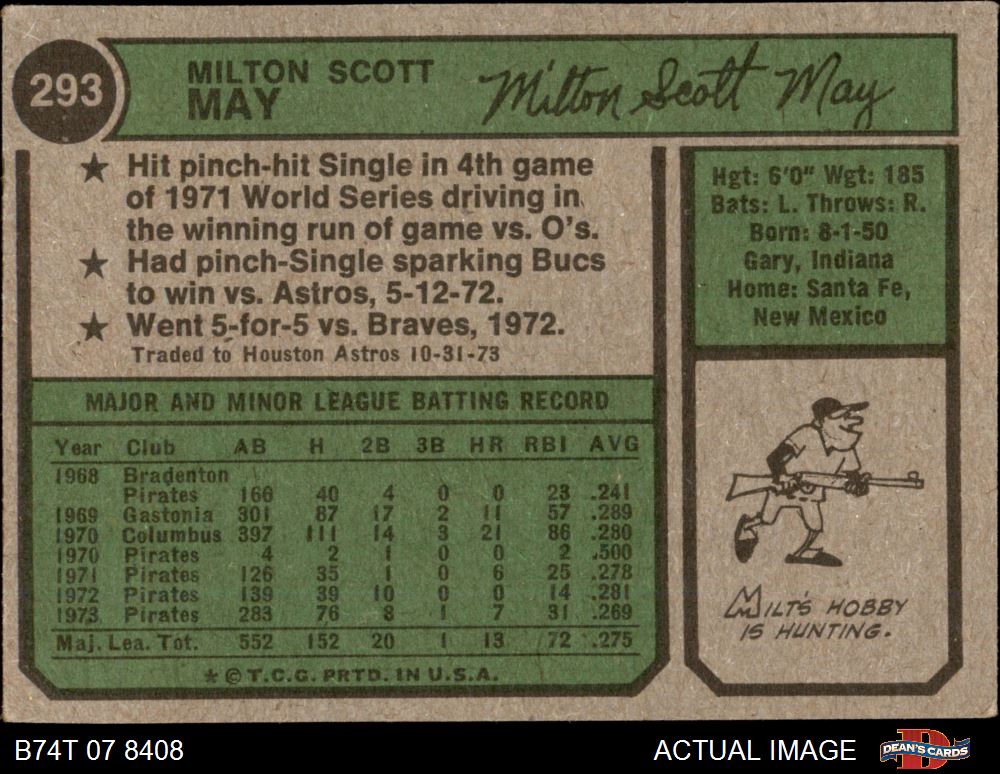 293
MILTON SCOTT
MAY
Milton Scott May
★ Hit pinch-hit Single in 4th game
of 1971 World Series driving in
the winning run of game vs. O's.
★ Had pinch-Single sparking Bucs
to win vs. Astros, 5-12-72.
★ Went 5-for-5 vs. Braves, 1972.
Traded to Houston Astros 10-31-73
Hgt: 6'0" Wgt: 185
Bats: L. Throws: R.
Born: 8-1-50
Gary, Indiana
Home: Santa Fe,
New Mexico
MAJOR AND MINOR LEAGUE BATTING RECORD
Year Club AB H 2B 3B HR RBI AVG
1968 Bradenton
Pirates 166 40 4 0 0 23 .241
1969 Gastonia 301 87 17 2 11 57 .289
1970 Columbus 397 111 14 3 21 86 .280
1970 Pirates 4 2 1 0 0 2 .500
1971 Pirates 126 35 1 0 6 25 .278
1972 Pirates 139 39 10 0 0 14 .281
1973 Pirates 283 76 8 1 7 31 .269
Maj. Lea. Tot. 552 152 20 1 13 72 .275
★ © T.C.G. PRTD. IN U.S.A.
MILT'S HOBBY
IS HUNTING.
B74T 07 8408
ACTUAL IMAGE
DEAN'S CARDS